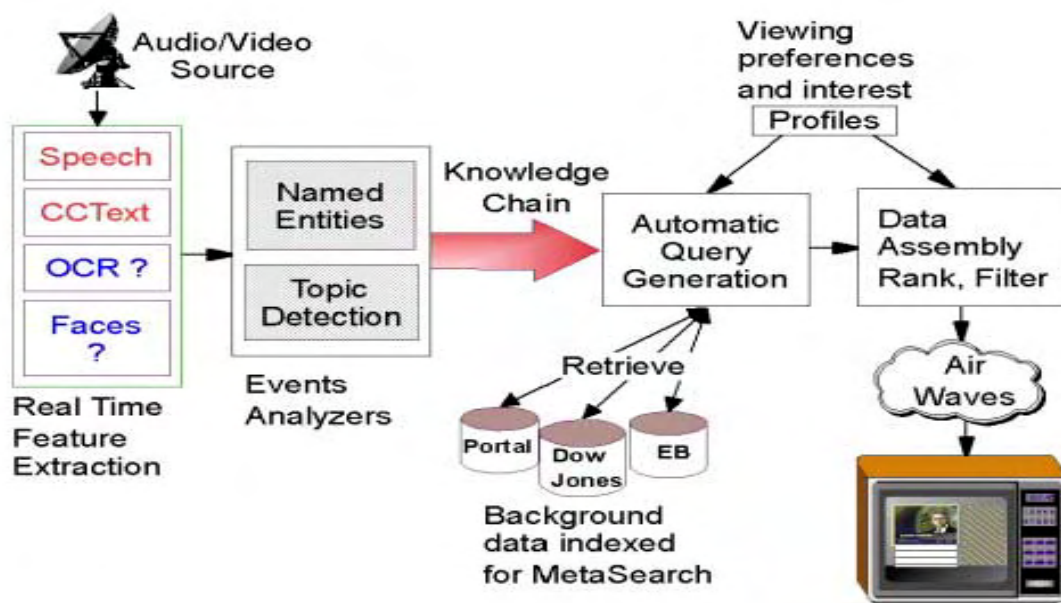 Audio/Video
Source
Speech
CCText
OCR ?
Faces
?
Real Time
Feature
Extraction
Named
Entities
Topic
Detection
Events
Analyzers
Knowledge
Chain
Viewing
preferences
and interest
Profiles
Automatic
Query
Generation
Data
Assembly
Rank, Filter
Retrieve
Portal
Dow
Jones
EB
Background
data indexed
for MetaSearch
Air
Waves